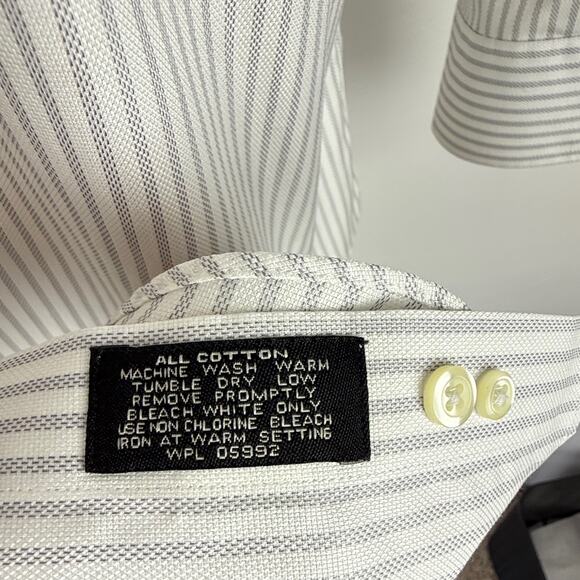 ALL COTTON
MACHINE WASH WARM
TUMBLE DRY LOW
REMOVE PROMPTLY
BLEACH WHITE ONLY
USE NON CHLORINE BLEACH
IRON AT WARM SETTING
WPL 05992